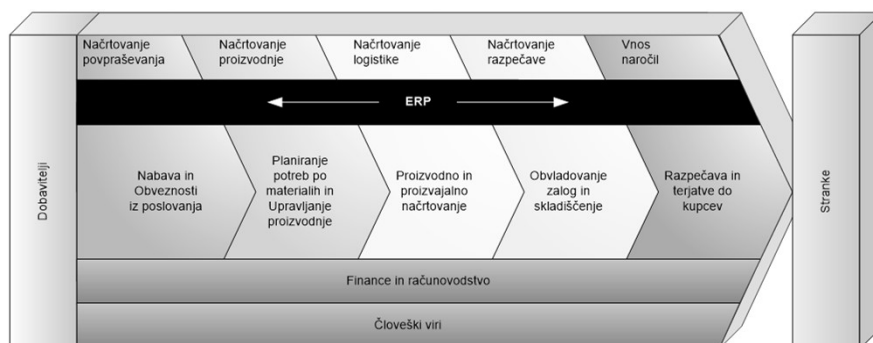 Načrtovanje
povpraševanja
Načrtovanje
proizvodnje
Načrtovanje
logistike
Načrtovanje
razpečave
Vnos
naročil
ERP
Dobavitelji
Nabava in
Obveznosti
iz poslovanja
Planiranje
potreb po
materialih in
Upravljanje
proizvodnje
Proizvodno in
proizvajalno
načrtovanje
Obvladovanje
zalog in
skladiščenje
Razpečava in
terjatve do
kupcev
Stranke
Finance in računovodstvo
Človeški viri